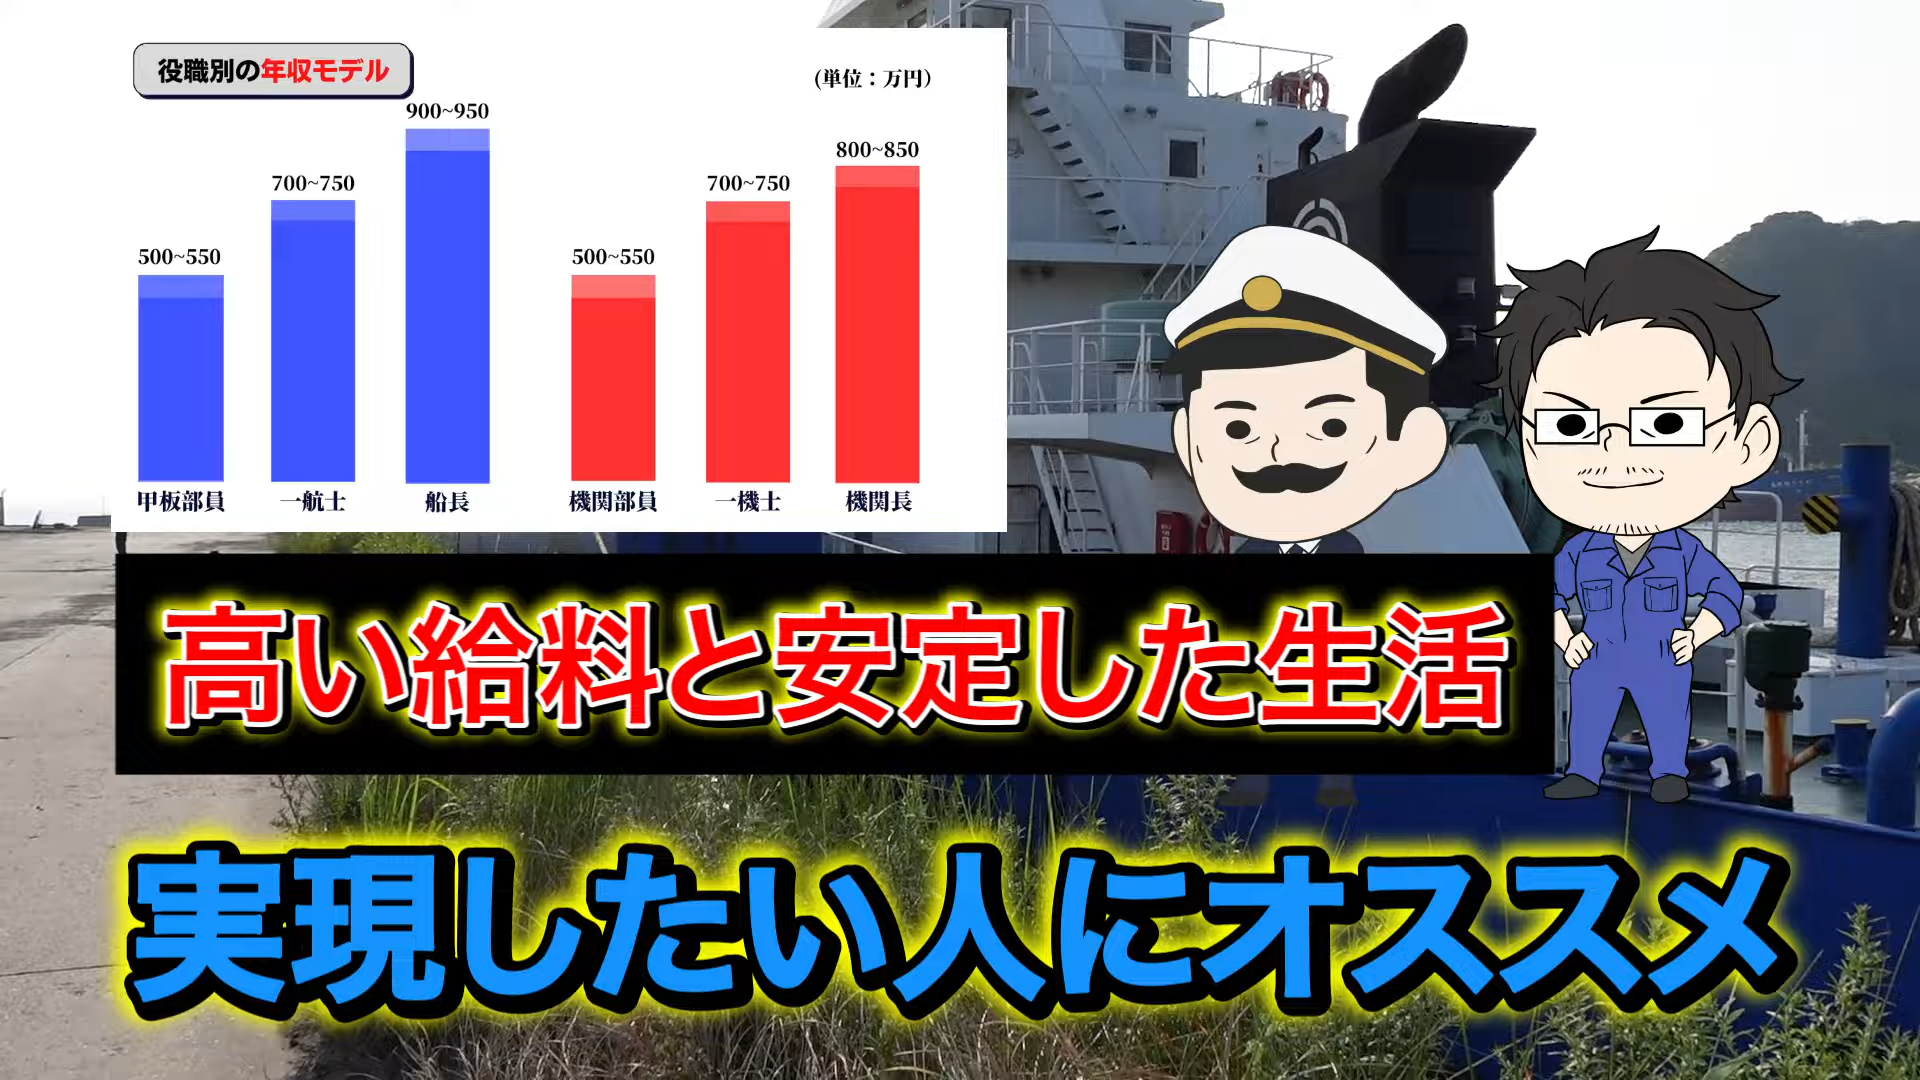 役職別の年収モデル
(単位：万円)
900~950
800~850
700~750
700~750
500~550
500~550
甲板部員
一航士
船長
機関部員
一機士
機関長
高い給料と安定した生活
実現したい人にオススメ